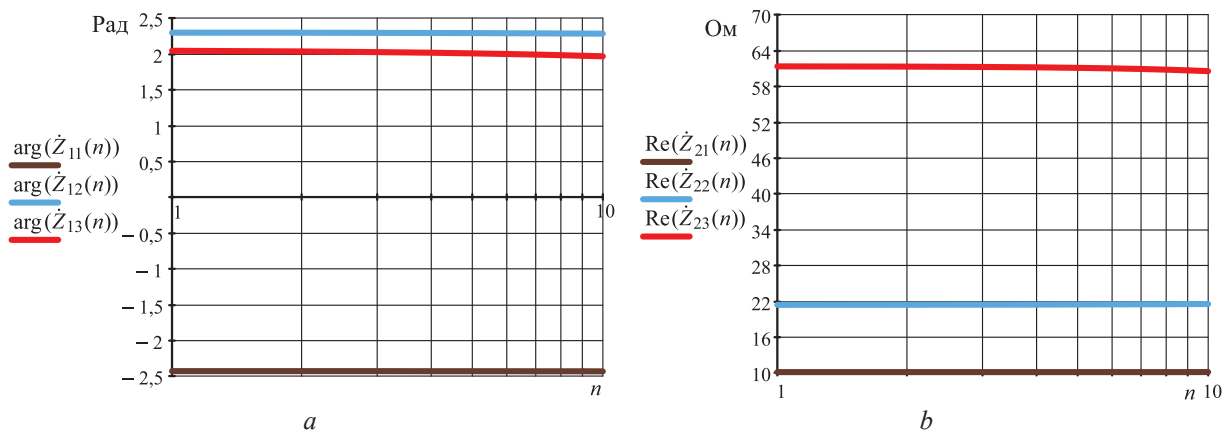 Рад
2,5
2
1,5
1
0,5
1
10
− 0,5
− 1
− 1,5
− 2
− 2,5
n
arg(Ż11(n))
arg(Ż12(n))
arg(Ż13(n))
a
Ом
70
64
58
52
46
40
34
28
22
16
10
1
n 10
Re(Ż21(n))
Re(Ż22(n))
Re(Ż23(n))
b